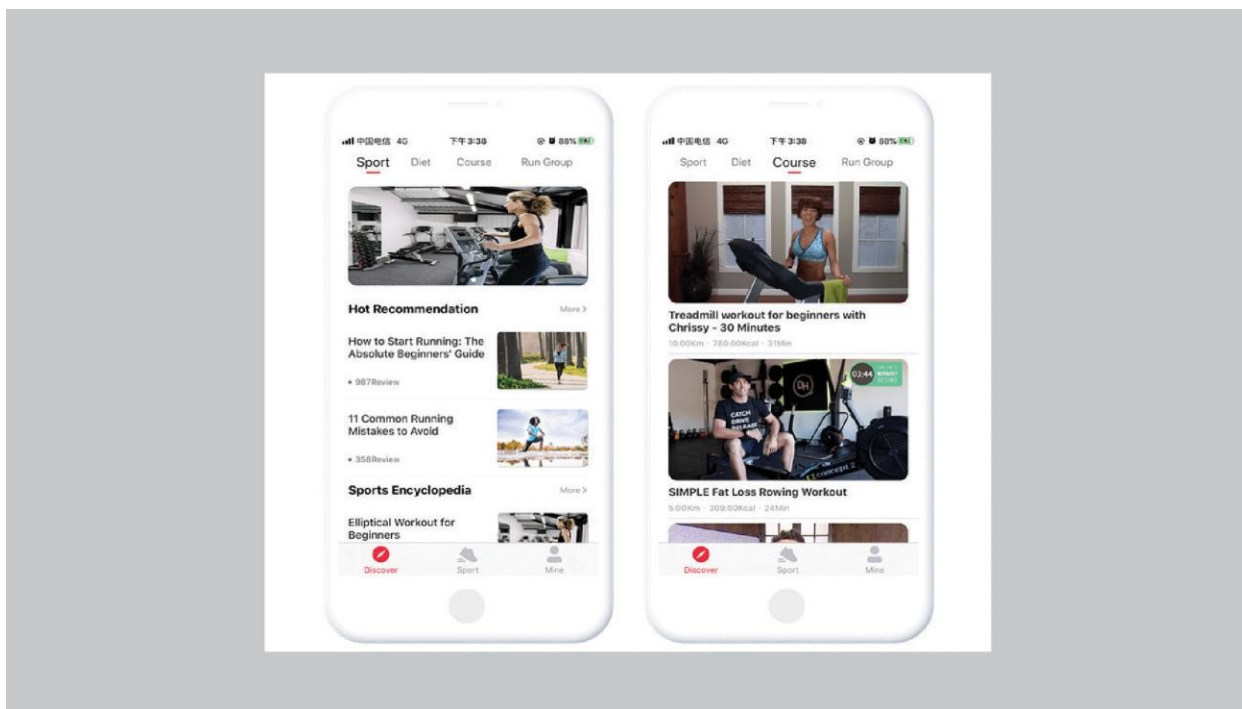 中国电信 4G 下午3:38 88%
Sport Diet Course Run Group
Hot Recommendation More >
How to Start Running: The
Absolute Beginners' Guide
• 987Review
11 Common Running
Mistakes to Avoid
• 358Review
Sports Encyclopedia More >
Elliptical Workout for
Beginners
Discover Sport Mine
中国电信 4G 下午3:38 88%
Sport Diet Course Run Group
Treadmill workout for beginners with
Chrissy - 30 Minutes
10.00Km · 780.00Kcal · 31Min
03:44
DH
CATCH
DRIVE
RELEASE
concept 2
SIMPLE Fat Loss Rowing Workout
5.00Km · 309.00Kcal · 24Min
Discover Sport Mine